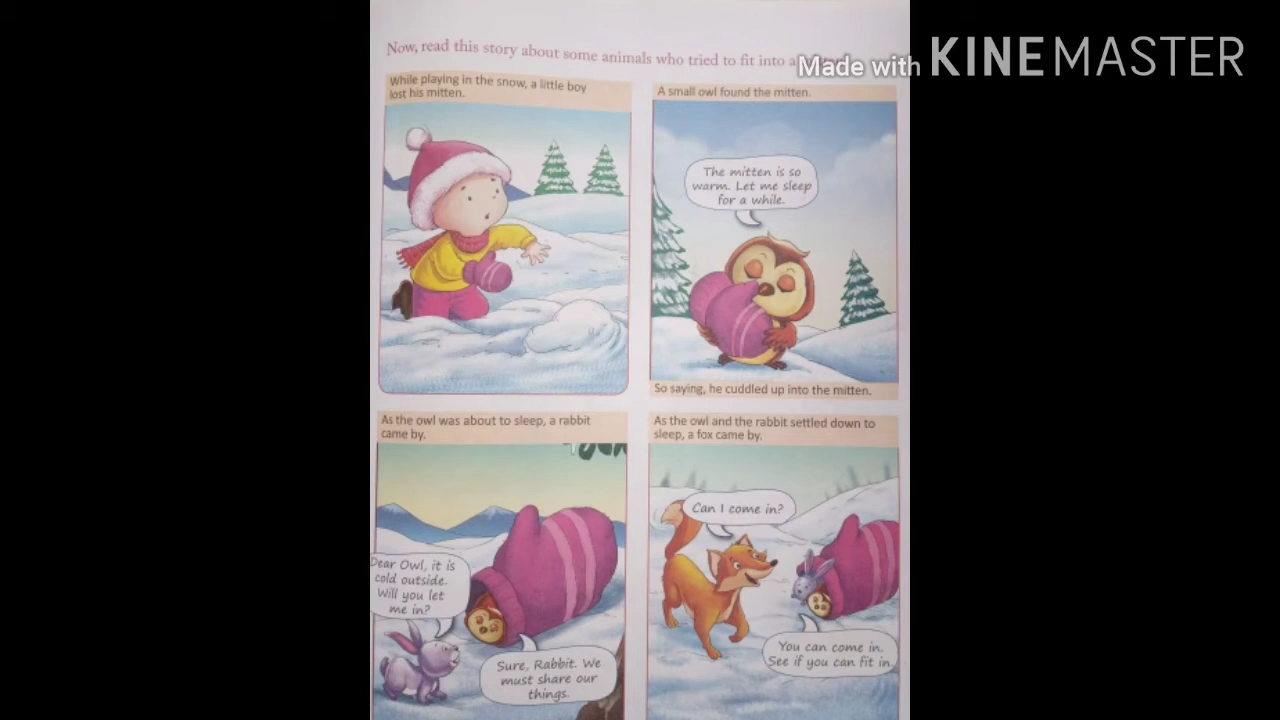 Now, read this story about some animals who tried to fit into a
Made with KINEMASTER
While playing in the snow, a little boy
lost his mitten.
A small owl found the mitten.
The mitten is so
warm. Let me sleep
for a while.
So saying, he cuddled up into the mitten.
As the owl was about to sleep, a rabbit
came by.
Dear Owl, it is
cold outside.
Will you let
me in?
Sure, Rabbit. We
must share our
things.
As the owl and the rabbit settled down to
sleep, a fox came by.
Can I come in?
You can come in.
See if you can fit in.